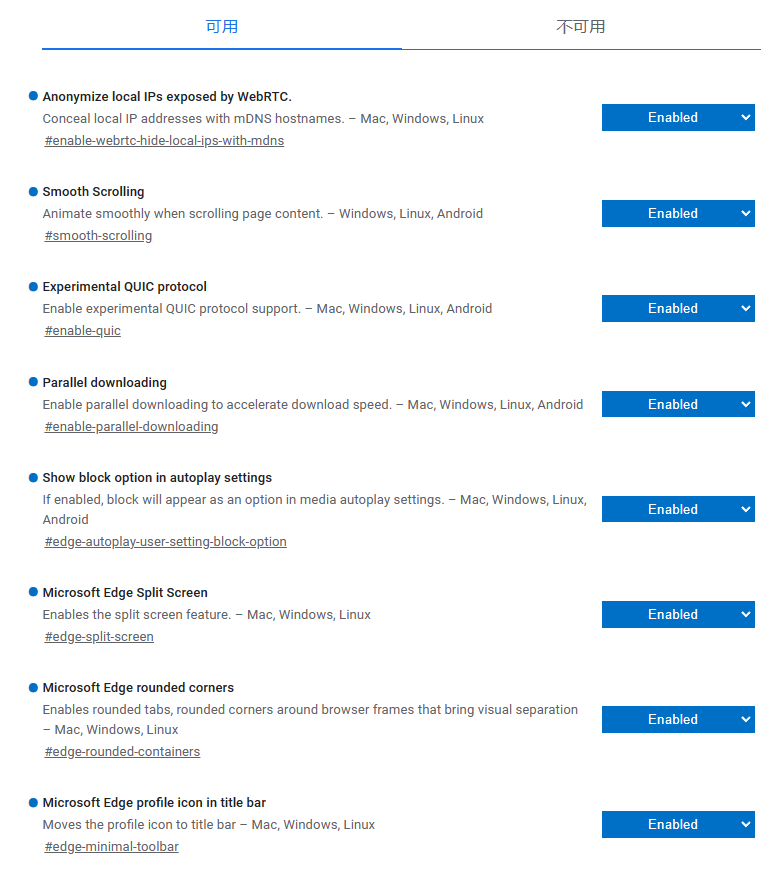 可用
不可用
Anonymize local IPs exposed by WebRTC.
Conceal local IP addresses with mDNS hostnames. – Mac, Windows, Linux
#enable-webrtc-hide-local-ips-with-mdns
Enabled
Smooth Scrolling
Animate smoothly when scrolling page content. – Windows, Linux, Android
#smooth-scrolling
Enabled
Experimental QUIC protocol
Enable experimental QUIC protocol support. – Mac, Windows, Linux, Android
#enable-quic
Enabled
Parallel downloading
Enable parallel downloading to accelerate download speed. – Mac, Windows, Linux, Android
#enable-parallel-downloading
Enabled
Show block option in autoplay settings
If enabled, block will appear as an option in media autoplay settings. – Mac, Windows, Linux,
Android
#edge-autoplay-user-setting-block-option
Enabled
Microsoft Edge Split Screen
Enables the split screen feature. – Mac, Windows, Linux
#edge-split-screen
Enabled
Microsoft Edge rounded corners
Enables rounded tabs, rounded corners around browser frames that bring visual separation
– Mac, Windows, Linux
#edge-rounded-containers
Enabled
Microsoft Edge profile icon in title bar
Moves the profile icon to title bar – Mac, Windows, Linux
#edge-minimal-toolbar
Enabled